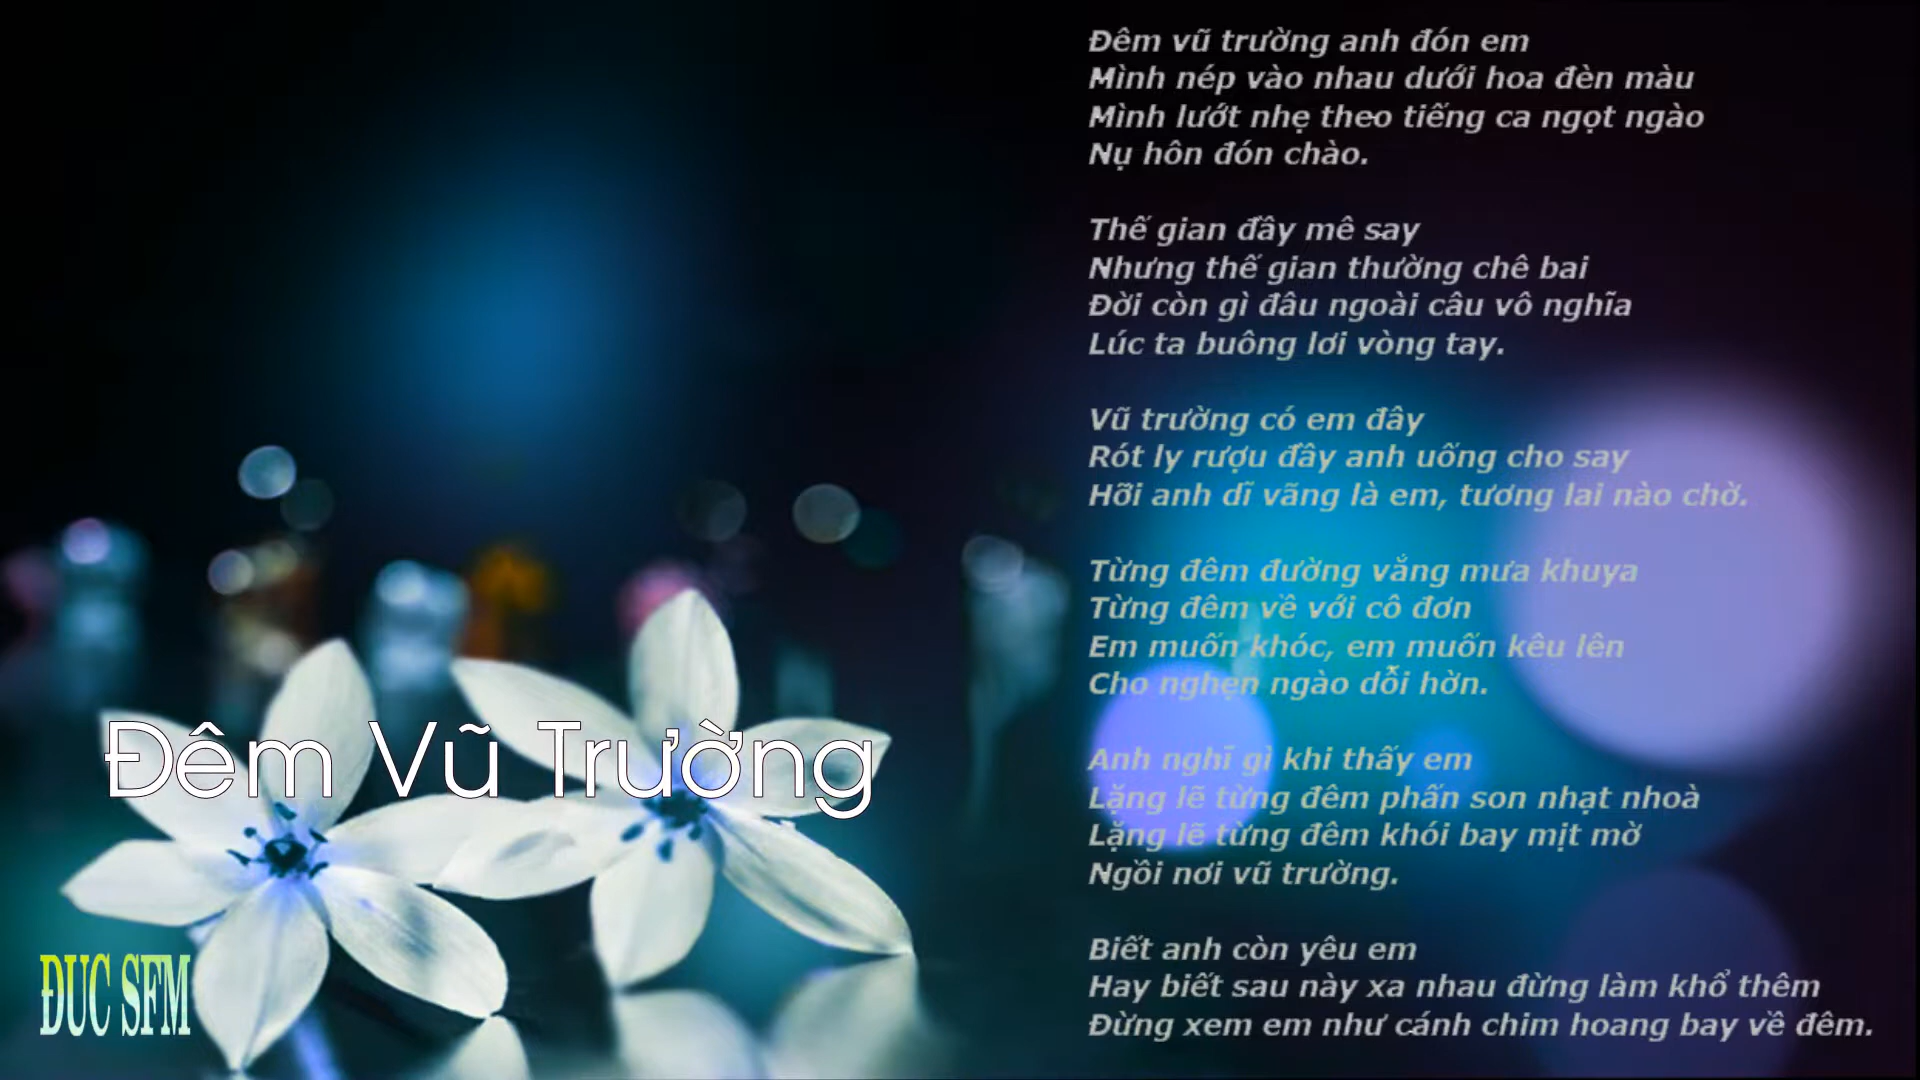 Đêm vũ trường anh đón em
Mình nép vào nhau dưới hoa đèn màu
Mình lướt nhẹ theo tiếng ca ngọt ngào
Nụ hôn đón chào.
Thế gian đầy mê say
Nhưng thế gian thường chê bai
Đời còn gì đâu ngoài câu vô nghĩa
Lúc ta buông lơi vòng tay.
Vũ trường có em đây
Rót ly rượu đầy anh uống cho say
Hỡi anh dĩ vãng là em, tương lai nào chờ.
Từng đêm đường vắng mưa khuya
Từng đêm về với cô đơn
Em muốn khóc, em muốn kêu lên
Cho nghẹn ngào dỗi hờn.
Anh nghĩ gì khi thấy em
Lặng lẽ từng đêm phấn son nhạt nhoà
Lặng lẽ từng đêm khói bay mịt mờ
Ngồi nơi vũ trường.
Biết anh còn yêu em
Hay biết sau này xa nhau đừng làm khổ thêm
Đừng xem em như cánh chim hoang bay về đêm.
Đêm Vũ Trường
ĐUC SFM